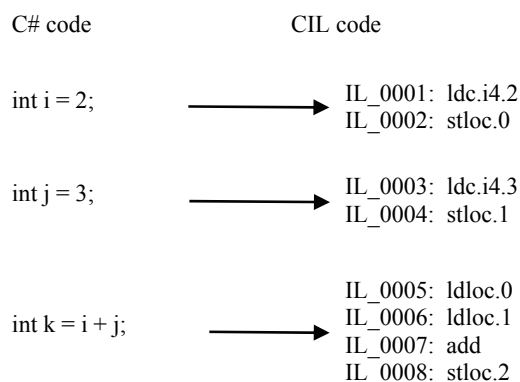 C# code CIL code
int i = 2;
IL_0001: ldc.i4.2
IL_0002: stloc.0
int j = 3;
IL_0003: ldc.i4.3
IL_0004: stloc.1
int k = i + j;
IL_0005: ldloc.0
IL_0006: ldloc.1
IL_0007: add
IL_0008: stloc.2